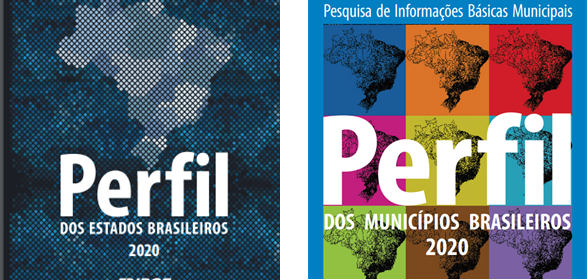 Perfil
DOS ESTADOS BRASILEIROS
2020
Pesquisa de Informações Básicas Municipais
Perfil
DOS MUNICÍPIOS BRASILEIROS
2020